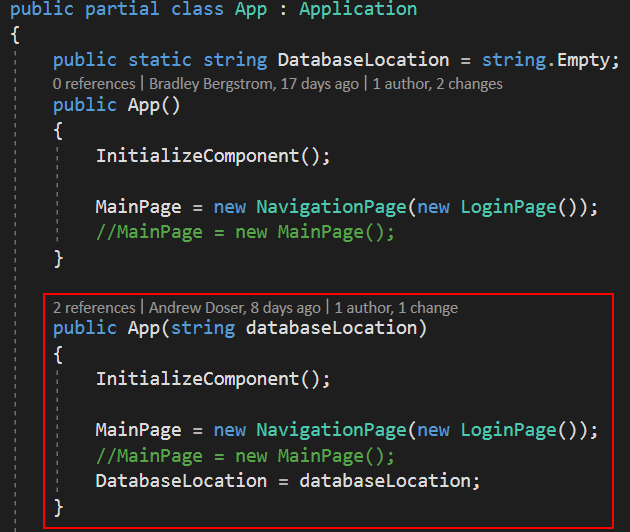 public partial class App : Application
{
public static string DatabaseLocation = string.Empty;
0 references | Bradley Bergstrom, 17 days ago | 1 author, 2 changes
public App()
{
InitializeComponent();
MainPage = new NavigationPage(new LoginPage());
//MainPage = new MainPage();
}
2 references | Andrew Doser, 8 days ago | 1 author, 1 change
public App(string databaseLocation)
{
InitializeComponent();
MainPage = new NavigationPage(new LoginPage());
//MainPage = new MainPage();
DatabaseLocation = databaseLocation;
}